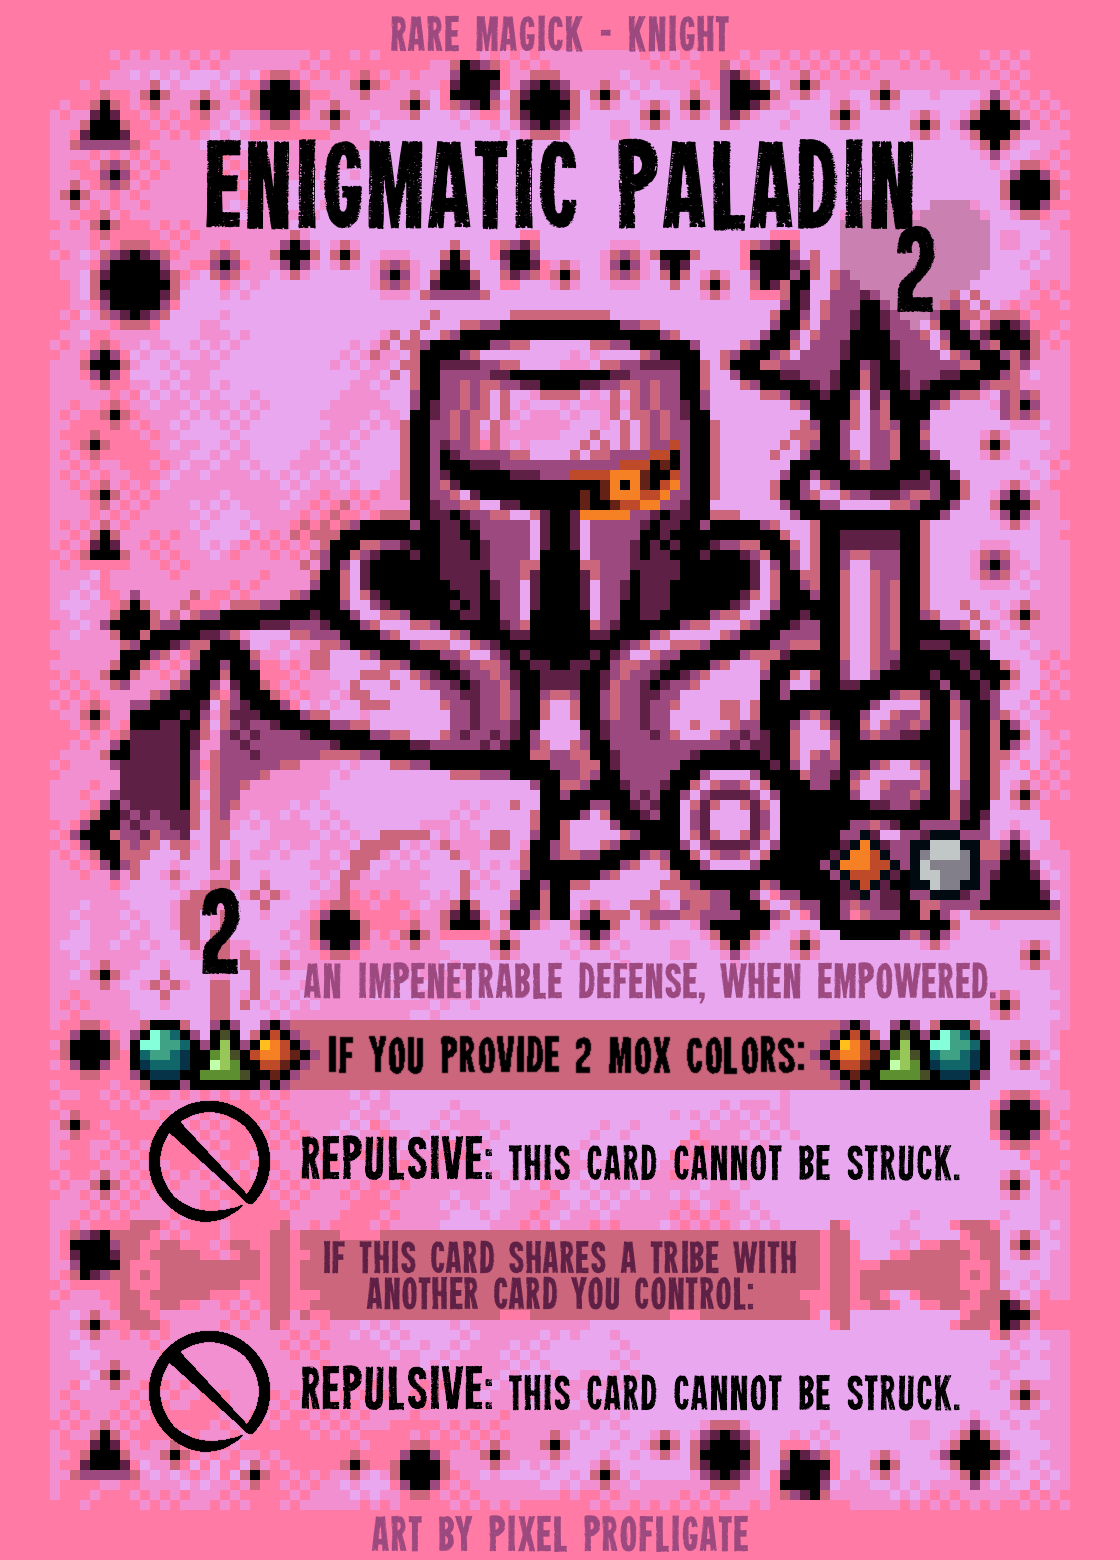 RARE MAGICK - KNIGHT
ENIGMATIC PALADIN
2
2
AN IMPENETRABLE DEFENSE, WHEN EMPOWERED.
IF YOU PROVIDE 2 MOX COLORS:
REPULSIVE: THIS CARD CANNOT BE STRUCK.
IF THIS CARD SHARES A TRIBE WITH
ANOTHER CARD YOU CONTROL:
REPULSIVE: THIS CARD CANNOT BE STRUCK.
ART BY PIXEL PROFLIGATE